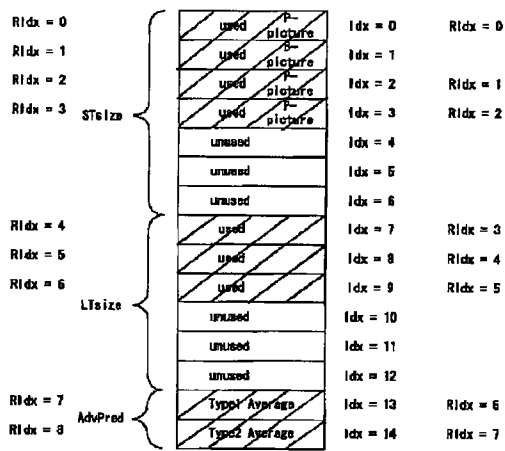 RIdx = 0 used P-picture Idx = 0 RIdx = 0
RIdx = 1 used B-picture Idx = 1
RIdx = 2 used P-picture Idx = 2 RIdx = 1
RIdx = 3 used P-picture Idx = 3 RIdx = 2
STsize
unused Idx = 4
unused Idx = 5
unused Idx = 6
RIdx = 4 used Idx = 7 RIdx = 3
RIdx = 5 used Idx = 8 RIdx = 4
RIdx = 6 used Idx = 9 RIdx = 5
LTsize
unused Idx = 10
unused Idx = 11
unused Idx = 12
RIdx = 7 Type1 Average Idx = 13 RIdx = 6
AdvPred
RIdx = 8 Type2 Average Idx = 14 RIdx = 7